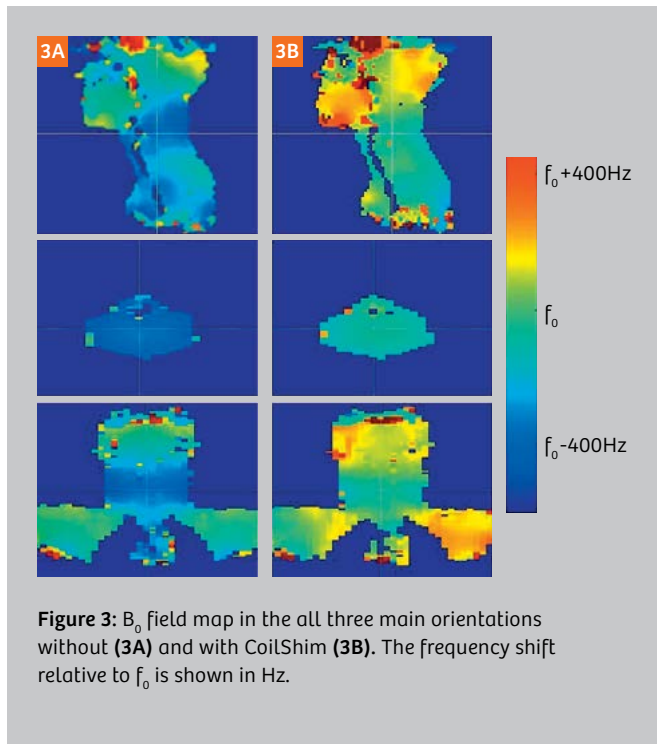 3A
3B
f₀+400Hz
f₀
f₀-400Hz
Figure 3: B₀ field map in the all three main orientations
without (3A) and with CoilShim (3B). The frequency shift
relative to f₀ is shown in Hz.